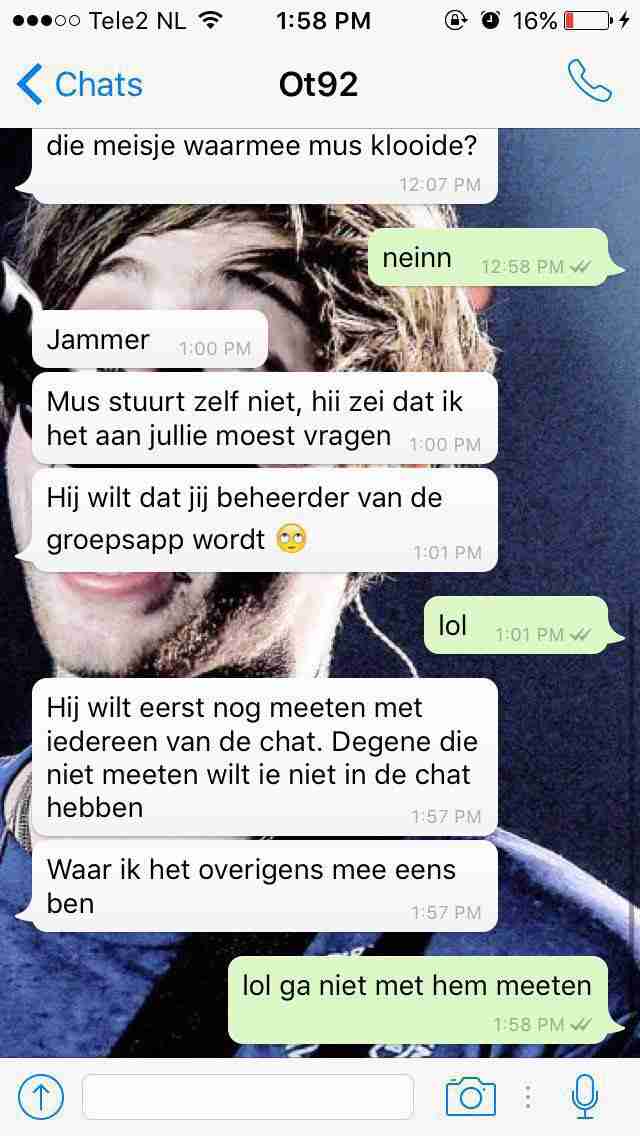 Tele2 NL 1:58 PM 16%
Chats Ot92
die meisje waarmee mus klooide?
12:07 PM
neinn 12:58 PM
Jammer 1:00 PM
Mus stuurt zelf niet, hii zei dat ik
het aan jullie moest vragen 1:00 PM
Hij wilt dat jij beheerder van de
groepsapp wordt 🙄 1:01 PM
lol 1:01 PM
Hij wilt eerst nog meeten met
iedereen van de chat. Degene die
niet meeten wilt ie niet in de chat
hebben 1:57 PM
Waar ik het overigens mee eens
ben 1:57 PM
lol ga niet met hem meeten
1:58 PM